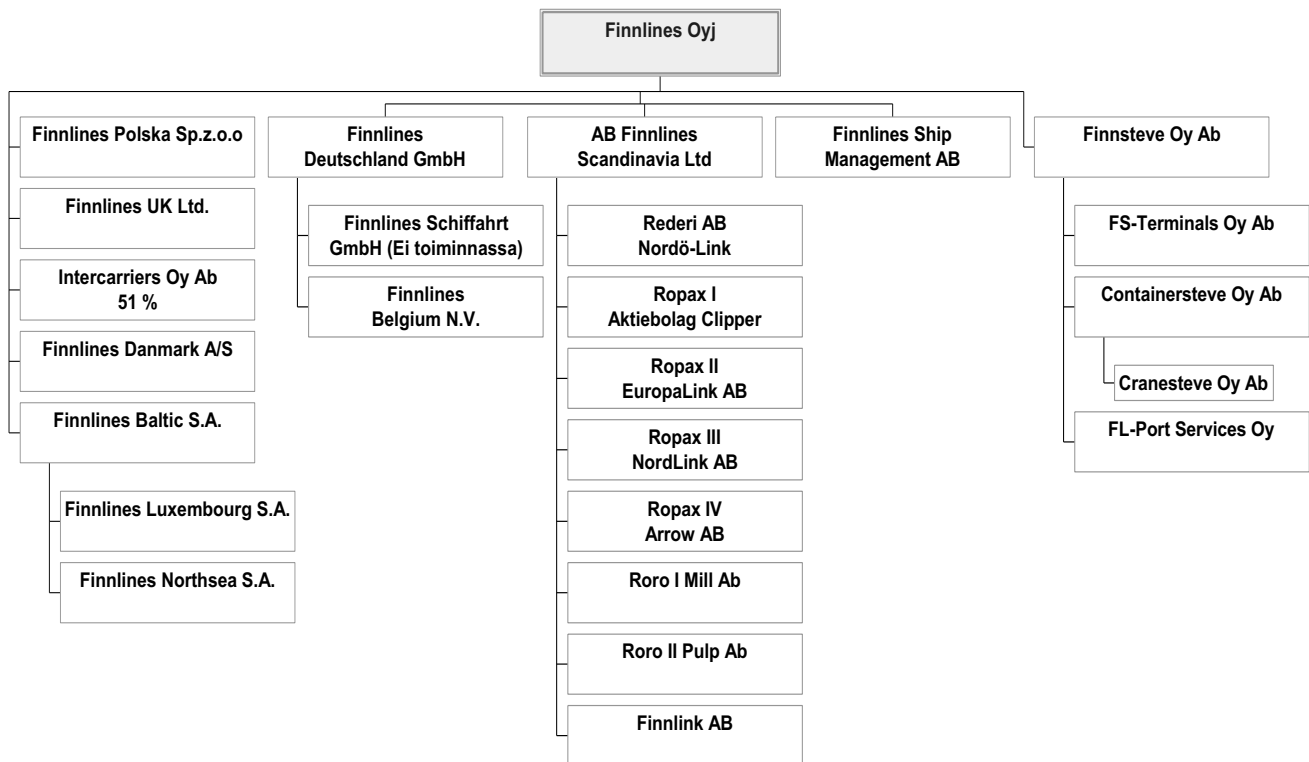 Finnlines Oyj
Finnlines Polska Sp.z.o.o
Finnlines UK Ltd.
Intercarriers Oy Ab
51 %
Finnlines Danmark A/S
Finnlines Baltic S.A.
Finnlines Luxembourg S.A.
Finnlines Northsea S.A.
Finnlines
Deutschland GmbH
Finnlines Schiffahrt
GmbH (Ei toiminnassa)
Finnlines
Belgium N.V.
AB Finnlines
Scandinavia Ltd
Rederi AB
Nordö-Link
Ropax I
Aktiebolag Clipper
Ropax II
EuropaLink AB
Ropax III
NordLink AB
Ropax IV
Arrow AB
Roro I Mill Ab
Roro II Pulp Ab
Finnlink AB
Finnlines Ship
Management AB
Finnsteve Oy Ab
FS-Terminals Oy Ab
Containersteve Oy Ab
Cranesteve Oy Ab
FL-Port Services Oy